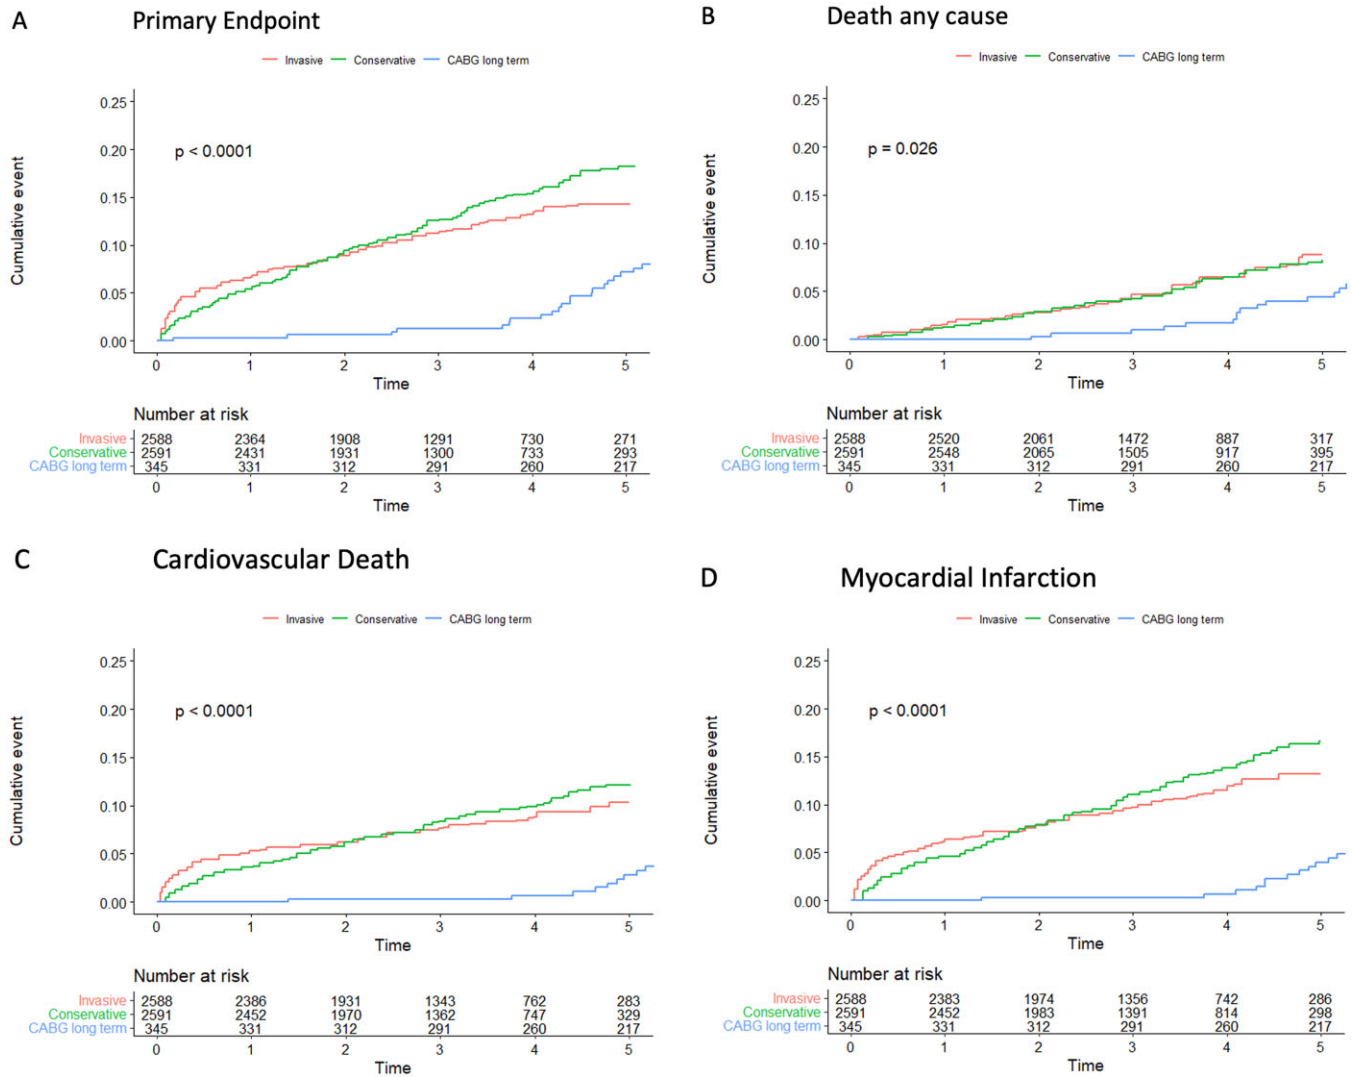 A Primary Endpoint
Invasive Conservative CABG long term
Cumulative event
0.25
0.20
0.15
0.10
0.05
0.00
p < 0.0001
0 1 2 3 4 5
Time
Number at risk
Invasive 2588 2364 1908 1291 730 271
Conservative 2591 2431 1931 1300 733 293
CABG long term 345 331 312 291 260 217
0 1 2 3 4 5
Time
B Death any cause
Invasive Conservative CABG long term
Cumulative event
0.25
0.20
0.15
0.10
0.05
0.00
p = 0.026
0 1 2 3 4 5
Time
Number at risk
Invasive 2588 2520 2061 1472 887 317
Conservative 2591 2548 2065 1505 917 395
CABG long term 345 331 312 291 260 217
0 1 2 3 4 5
Time
C Cardiovascular Death
Invasive Conservative CABG long term
Cumulative event
0.25
0.20
0.15
0.10
0.05
0.00
p < 0.0001
0 1 2 3 4 5
Time
Number at risk
Invasive 2588 2386 1931 1343 762 283
Conservative 2591 2452 1970 1362 747 329
CABG long term 345 331 312 291 260 217
0 1 2 3 4 5
Time
D Myocardial Infarction
Invasive Conservative CABG long term
Cumulative event
0.25
0.20
0.15
0.10
0.05
0.00
p < 0.0001
0 1 2 3 4 5
Time
Number at risk
Invasive 2588 2383 1974 1356 742 286
Conservative 2591 2452 1983 1391 814 298
CABG long term 345 331 312 291 260 217
0 1 2 3 4 5
Time